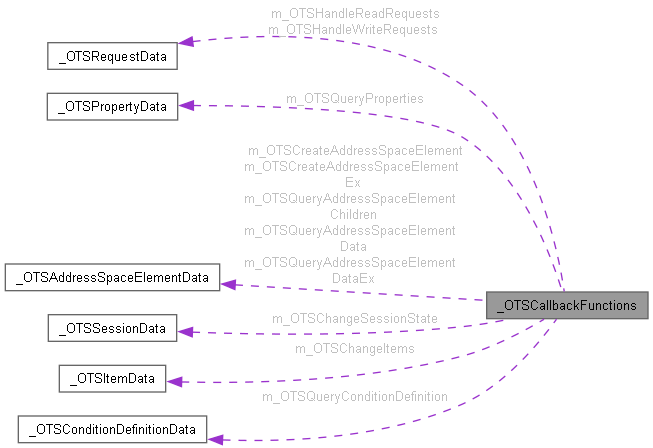 m_OTSHandleReadRequests
m_OTSHandleWriteRequests
_OTSRequestData
m_OTSQueryProperties
_OTSPropertyData
m_OTSCreateAddressSpaceElement
m_OTSCreateAddressSpaceElement
Ex
m_OTSQueryAddressSpaceElement
Children
m_OTSQueryAddressSpaceElement
Data
m_OTSQueryAddressSpaceElement
DataEx
_OTSAddressSpaceElementData
_OTSCallbackFunctions
m_OTSChangeSessionState
_OTSSessionData
m_OTSChangeItems
_OTSItemData
m_OTSQueryConditionDefinition
_OTSConditionDefinitionData